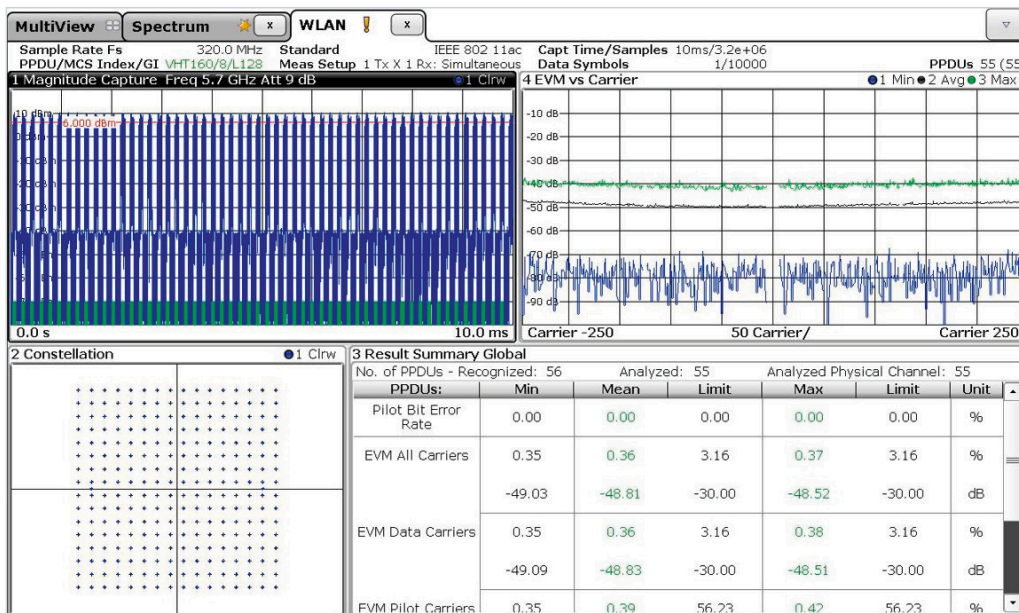 MultiView Spectrum x WLAN ! x
Sample Rate Fs 320.0 MHz Standard IEEE 802 11ac Capt Time/Samples 10ms/3.2e+06
PPDU/MCS Index/GI VHT160/8/L128 Meas Setup 1 Tx X 1 Rx: Simultaneous Data Symbols 1/10000 PPDUs 55 (55
1 Magnitude Capture Freq 5.7 GHz Att 9 dB 1 Clrw
10 dBm
6.000 dBm
0 dBm
0.0 s 10.0 ms
4 EVM vs Carrier 1 Min 2 Avg 3 Max
-10 dB
-20 dB
-30 dB
-40 dB
-50 dB
-60 dB
-70 dB
-80 dB
-90 dB
Carrier -250 50 Carrier/ Carrier 250
2 Constellation 1 Clrw
3 Result Summary Global
No. of PPDUs - Recognized: 56 Analyzed: 55 Analyzed Physical Channel: 55
PPDUs: Min Mean Limit Max Limit Unit
Pilot Bit Error
Rate 0.00 0.00 0.00 0.00 0.00 %
EVM All Carriers 0.35 0.36 3.16 0.37 3.16 %
-49.03 -48.81 -30.00 -48.52 -30.00 dB
EVM Data Carriers 0.35 0.36 3.16 0.38 3.16 %
-49.09 -48.83 -30.00 -48.51 -30.00 dB
EVM Pilot Carriers 0.35 0.39 56.23 0.42 56.23 %